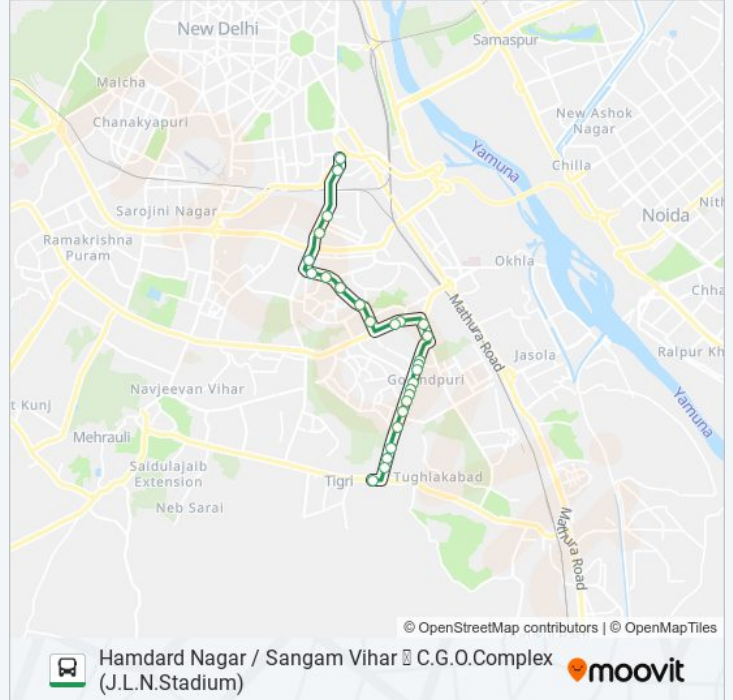 New Delhi
Samaspur
Malcha
Chanakyapuri
New Ashok
Nagar
Yamuna
Chilla
Sarojini Nagar
Noida
Ramakrishna
Puram
Okhla
Mathura Road
Jasola
Ralpur Kh
Navjeevan Vihar
t Kunj
Yamuna
Mehrauli
Saidulajaib
Extension
Tigri
Tughlakabad
Neb Sarai
Mathura Road
© OpenStreetMap contributors | © OpenMapTiles
Hamdard Nagar / Sangam Vihar C.G.O.Complex
(J.L.N.Stadium)
moovit